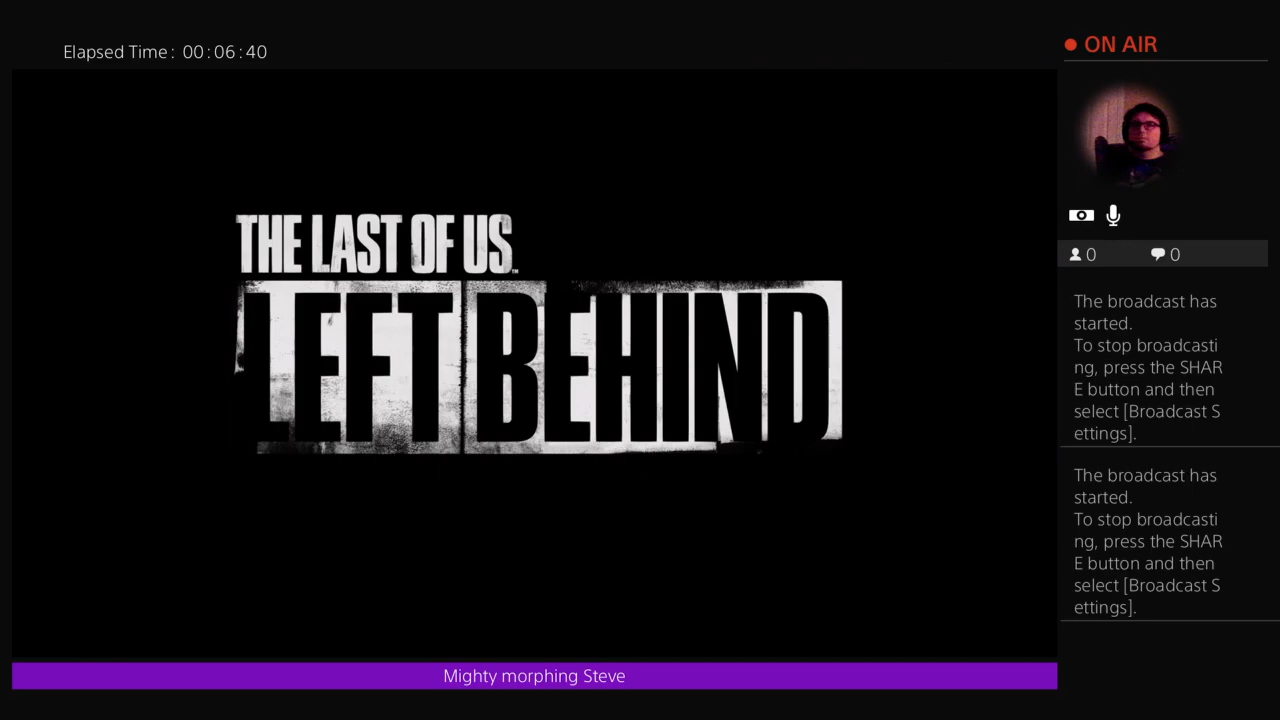 Elapsed Time: 00:06:40
ON AIR
0 0
THE LAST OF US™
LEFT BEHIND
The broadcast has
started.
To stop broadcasti
ng, press the SHAR
E button and then
select [Broadcast S
ettings].
The broadcast has
started.
To stop broadcasti
ng, press the SHAR
E button and then
select [Broadcast S
ettings].
Mighty morphing Steve